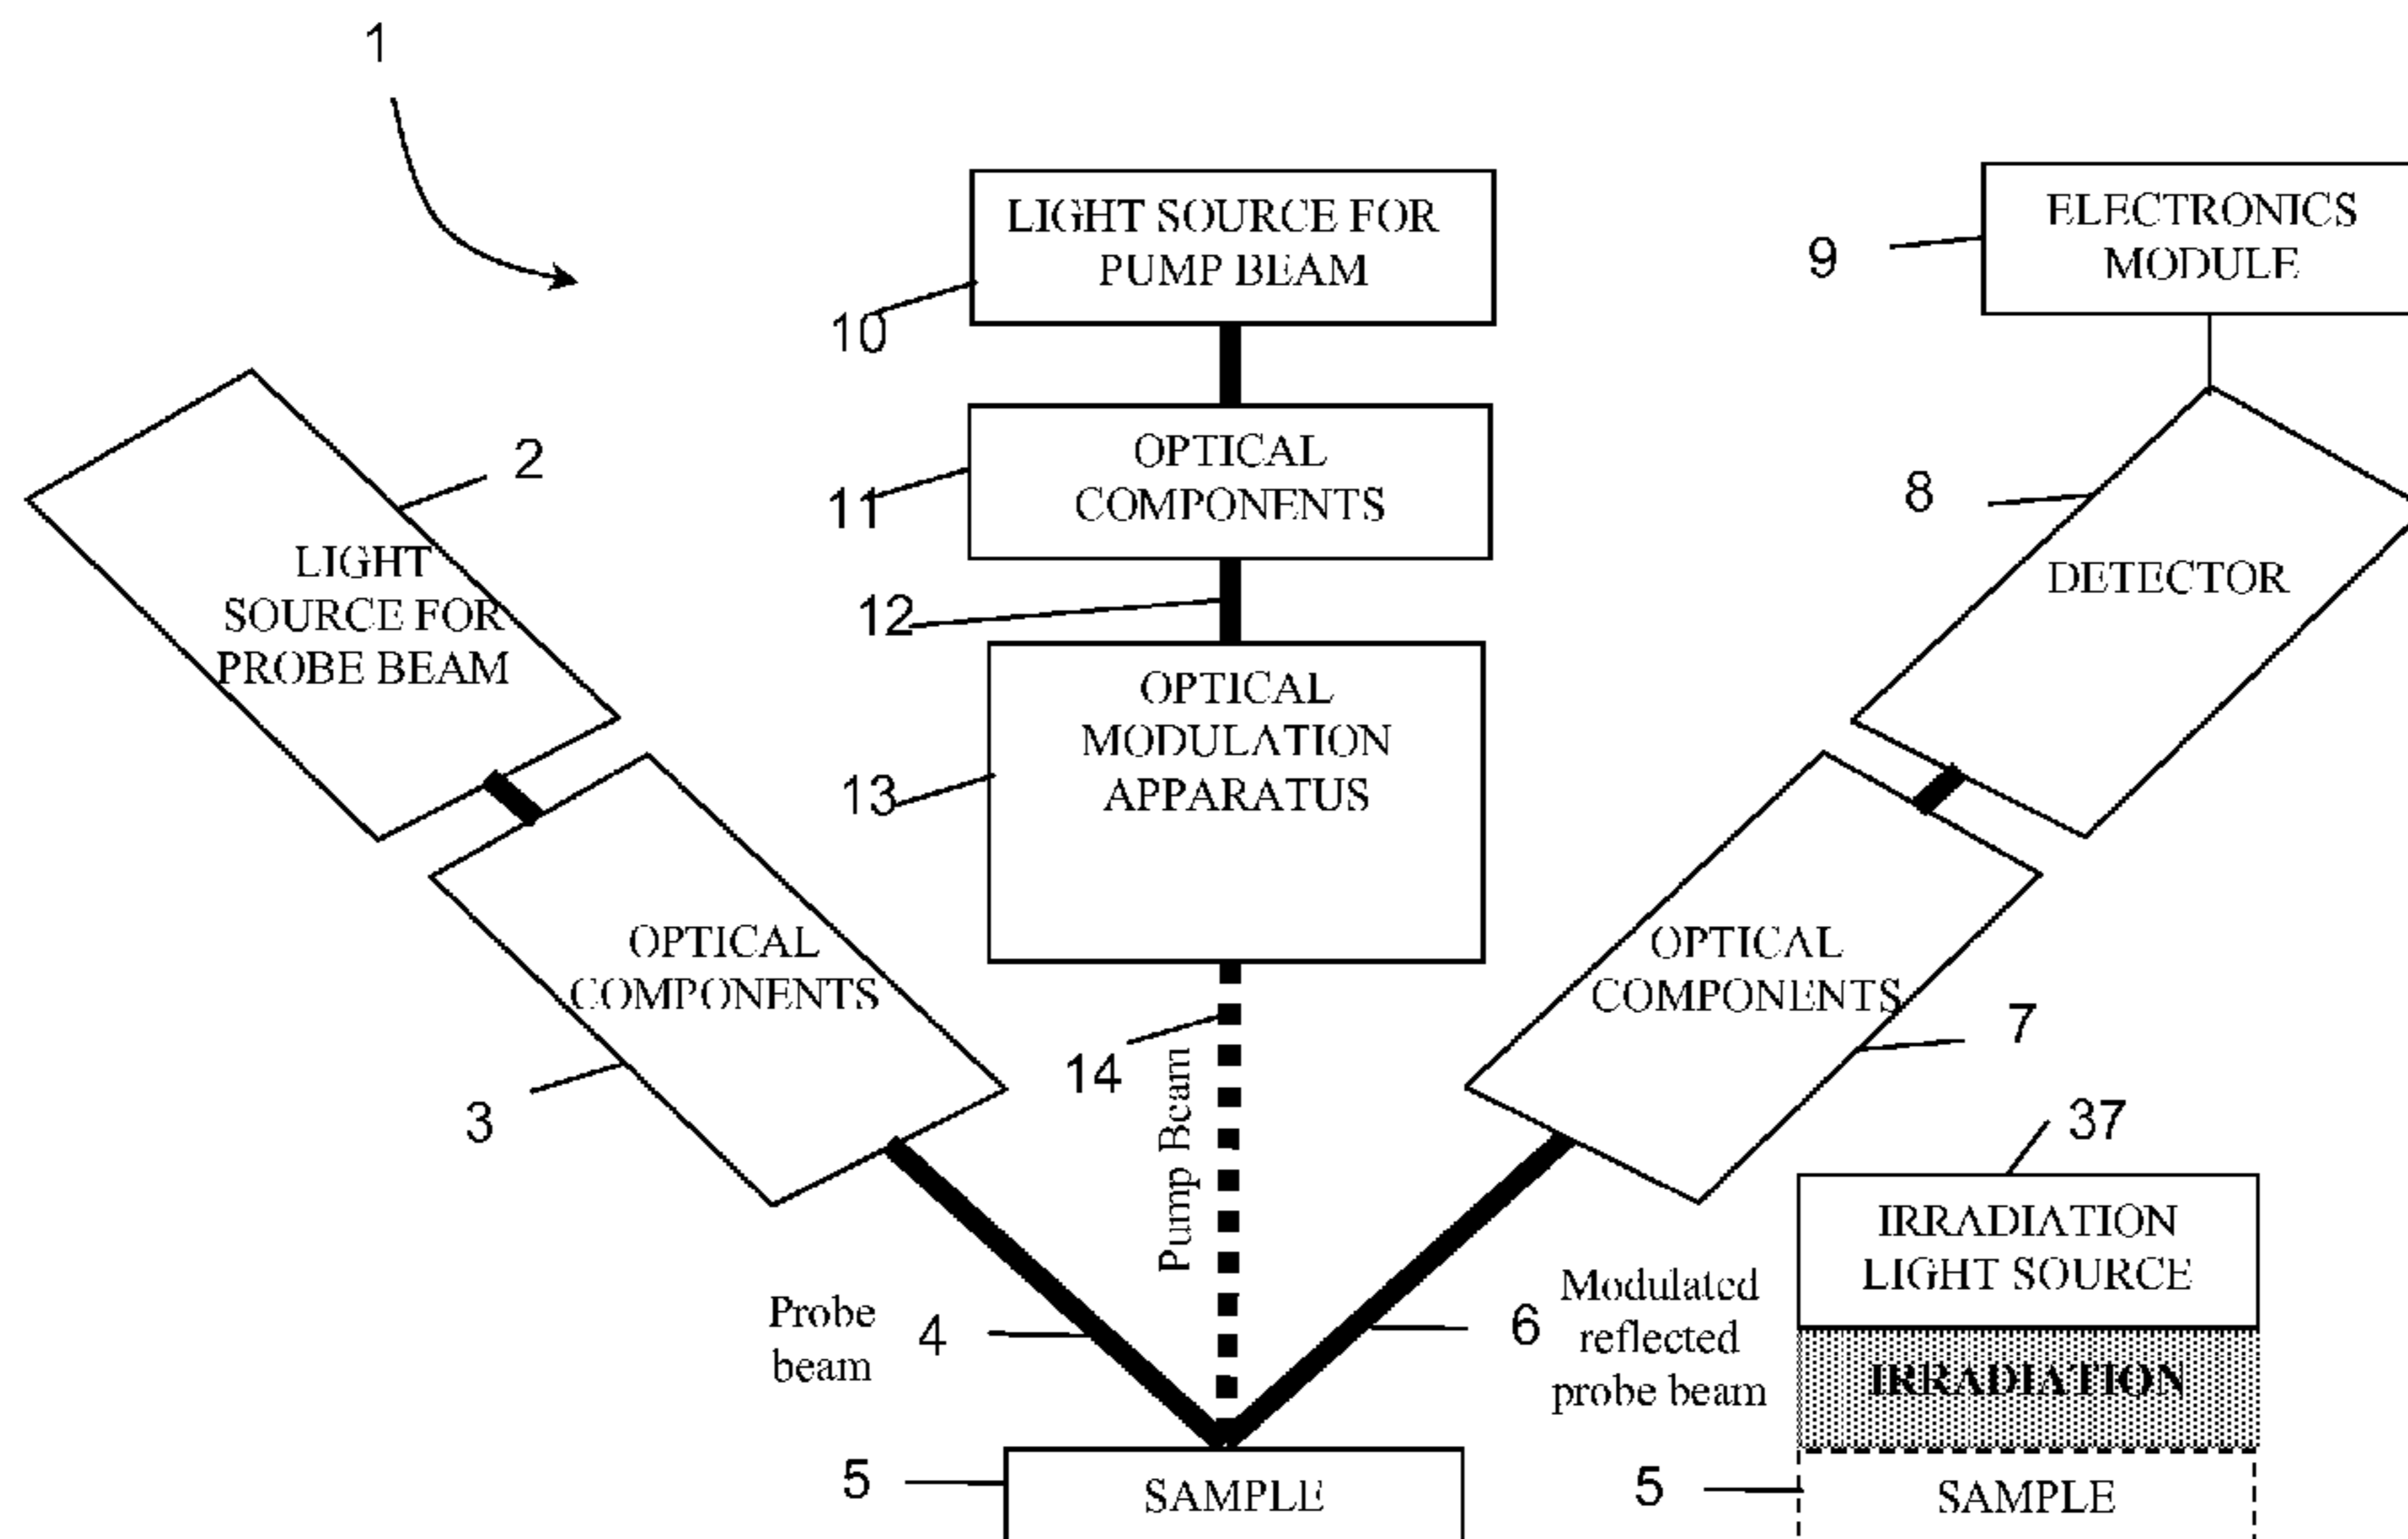 1
LIGHT SOURCE FOR
PUMP BEAM
10
ELECTRONICS
MODULE
9
2
LIGHT
SOURCE FOR
PROBE BEAM
OPTICAL
COMPONENTS
11
8
DETECTOR
12
OPTICAL
MODULATION
APPARATUS
13
OPTICAL
COMPONENTS
3
14
Pump Beam
OPTICAL
COMPONENTS
7
37
IRRADIATION
LIGHT SOURCE
IRRADIATION
Probe
beam
4
6
Modulated
reflected
probe beam
5
SAMPLE
5
SAMPLE